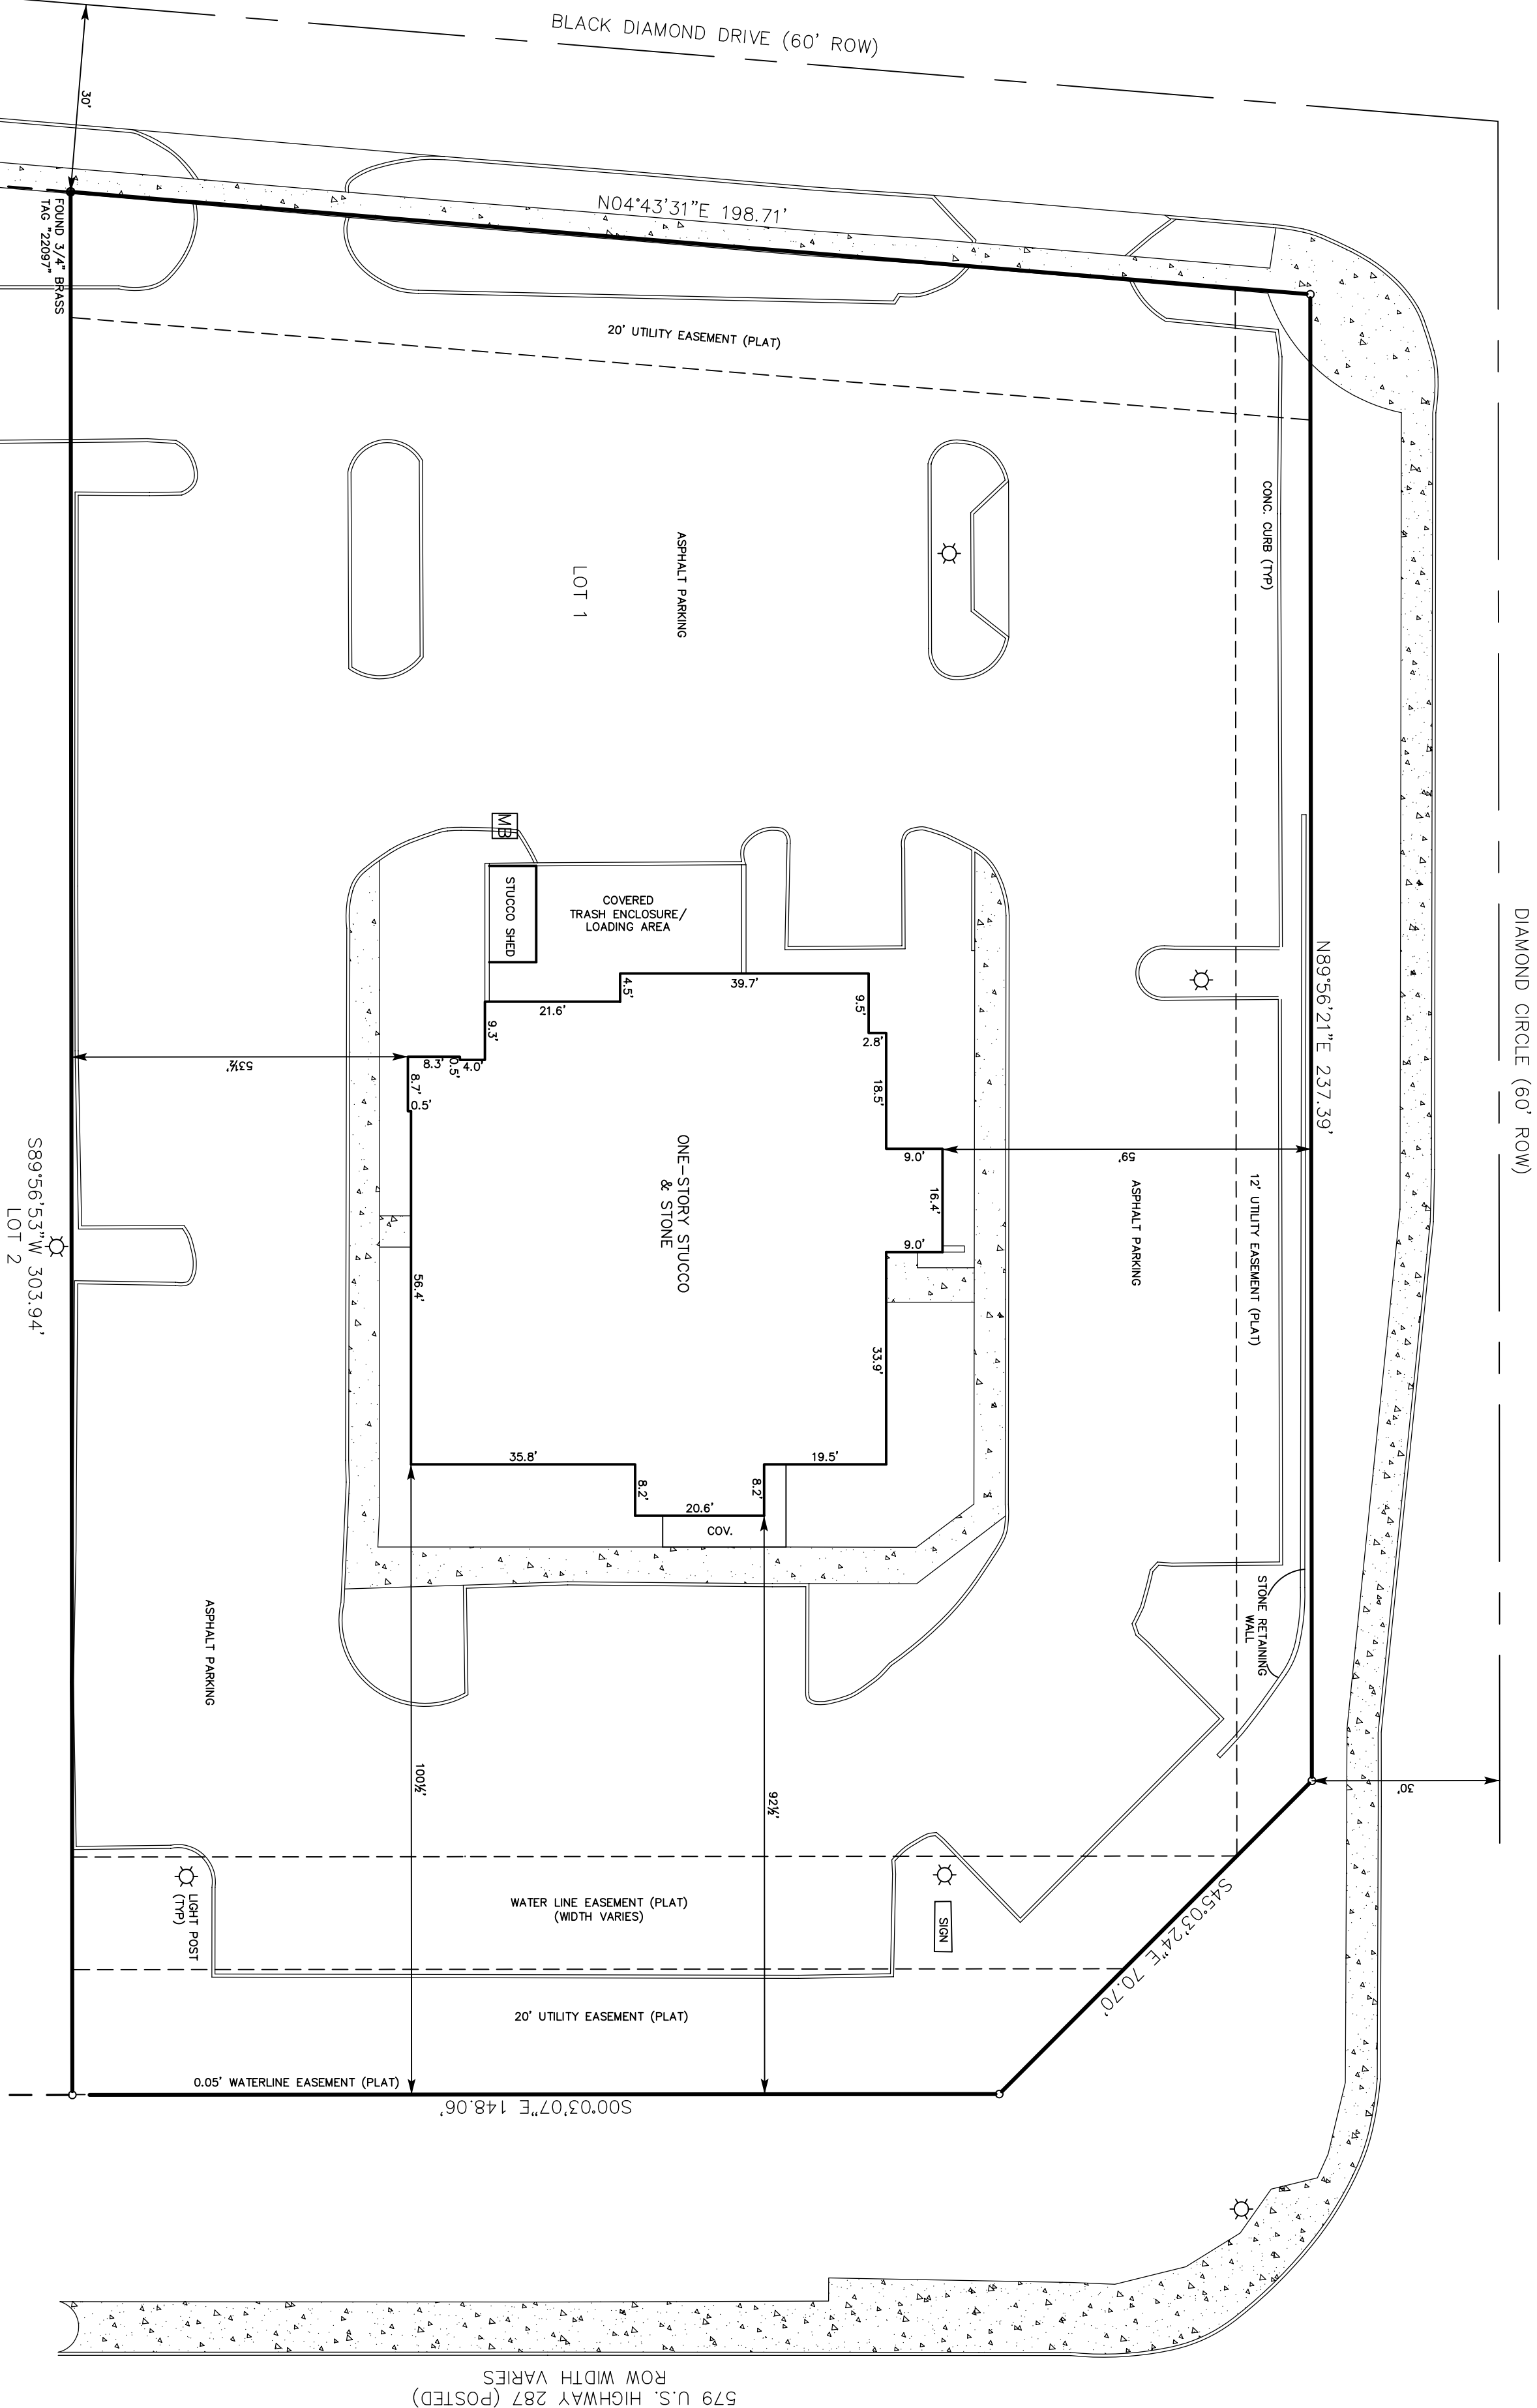 BLACK DIAMOND DRIVE (60' ROW)
30'
FOUND 3/4" BRASS
TAG "22097"
N04°43'31"E 198.71'
20' UTILITY EASEMENT (PLAT)
CONC. CURB (TYP)
ASPHALT PARKING
LOT 1
DIAMOND CIRCLE (60' ROW)
N89°56'21"E 237.39'
MB
STUCCO SHED
COVERED
TRASH ENCLOSURE/
LOADING AREA
4.5'
39.7'
9.5'
21.6'
9.3'
2.8'
8.3'
0.5'
4.0'
53½'
8.7'
0.5'
18.5'
9.0'
59'
16.4'
9.0'
ONE-STORY STUCCO
& STONE
ASPHALT PARKING
12' UTILITY EASEMENT (PLAT)
S89°56'53"W 303.94'
LOT 2
56.4'
33.9'
35.8'
19.5'
8.2'
8.2'
20.6'
COV.
STONE RETAINING
WALL
ASPHALT PARKING
100½'
92½'
30'
LIGHT POST
(TYP)
WATER LINE EASEMENT (PLAT)
(WIDTH VARIES)
SIGN
S45°03'24"E 70.70'
20' UTILITY EASEMENT (PLAT)
0.05' WATERLINE EASEMENT (PLAT)
S00°03'07"E 148.06'
579 U.S. HIGHWAY 287 (POSTED)
ROW WIDTH VARIES